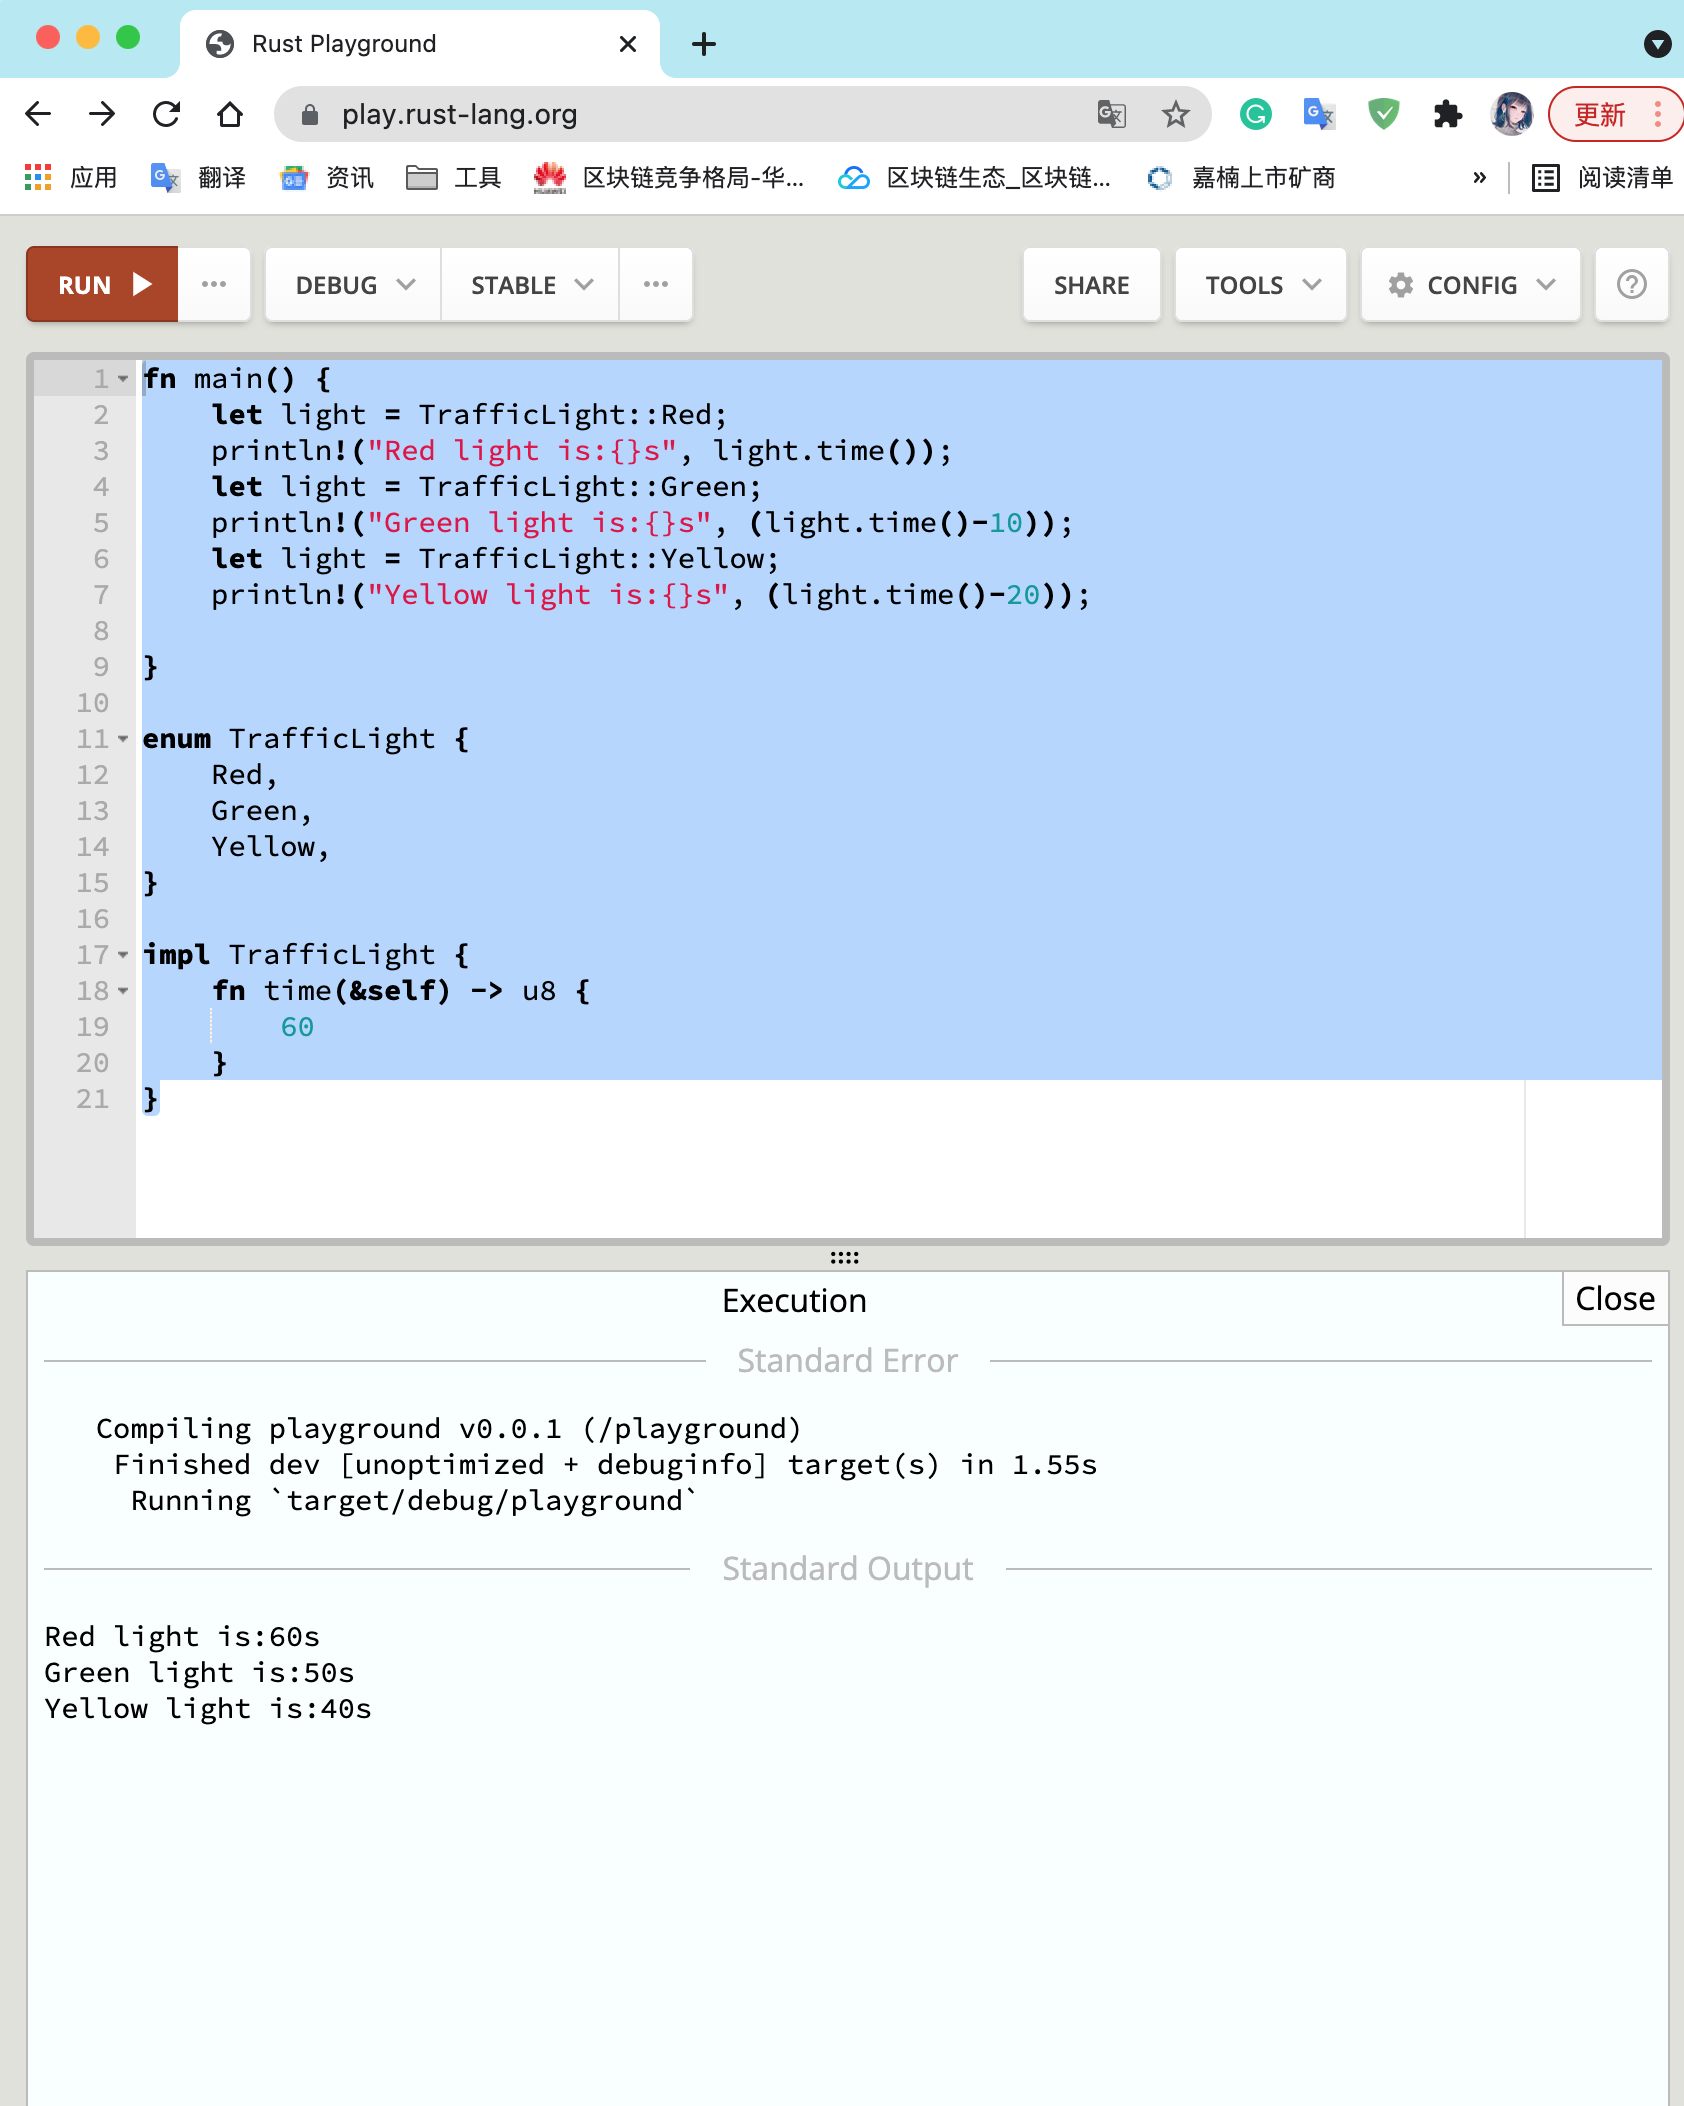 Rust Playground
play.rust-lang.org
更新
应用 翻译 资讯 工具 区块链竞争格局-华... 区块链生态_区块链... 嘉楠上市矿商 » 阅读清单
RUN ··· DEBUG STABLE ··· SHARE TOOLS CONFIG ?
1 fn main() {
2     let light = TrafficLight::Red;
3     println!("Red light is:{}s", light.time());
4     let light = TrafficLight::Green;
5     println!("Green light is:{}s", (light.time()-10));
6     let light = TrafficLight::Yellow;
7     println!("Yellow light is:{}s", (light.time()-20));
8
9 }
10
11 enum TrafficLight {
12     Red,
13     Green,
14     Yellow,
15 }
16
17 impl TrafficLight {
18     fn time(&self) -> u8 {
19         60
20     }
21 }
Execution
Close
Standard Error
   Compiling playground v0.0.1 (/playground)
    Finished dev [unoptimized + debuginfo] target(s) in 1.55s
     Running `target/debug/playground`
Standard Output
Red light is:60s
Green light is:50s
Yellow light is:40s